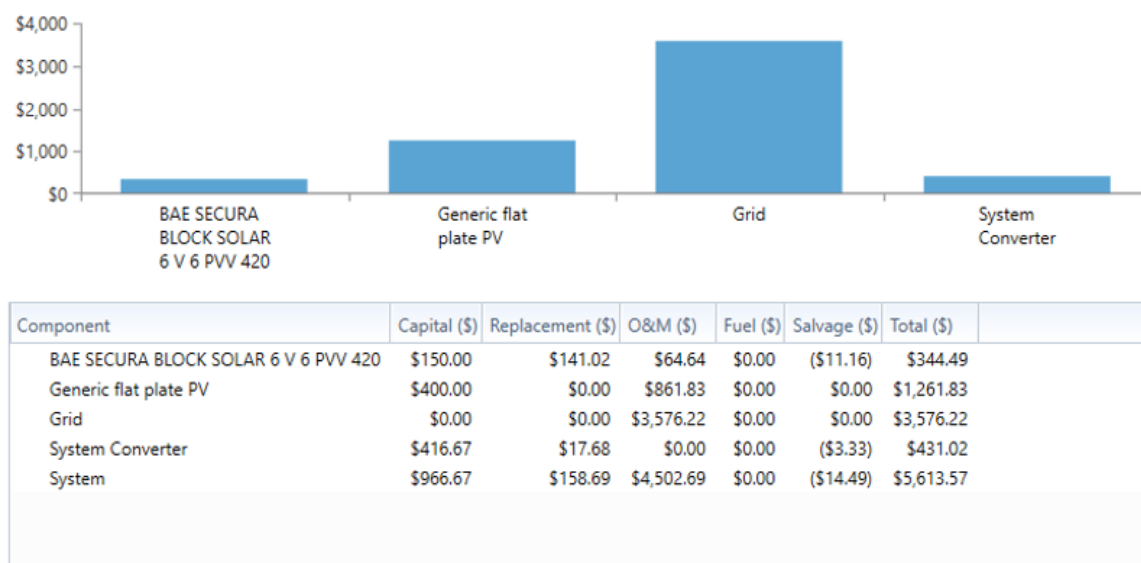 $4,000
$3,000
$2,000
$1,000
$0
BAE SECURA
BLOCK SOLAR
6 V 6 PVV 420
Generic flat
plate PV
Grid
System
Converter
Component Capital ($) Replacement ($) O&M ($) Fuel ($) Salvage ($) Total ($)
BAE SECURA BLOCK SOLAR 6 V 6 PVV 420 $150.00 $141.02 $64.64 $0.00 ($11.16) $344.49
Generic flat plate PV $400.00 $0.00 $861.83 $0.00 $0.00 $1,261.83
Grid $0.00 $0.00 $3,576.22 $0.00 $0.00 $3,576.22
System Converter $416.67 $17.68 $0.00 $0.00 ($3.33) $431.02
System $966.67 $158.69 $4,502.69 $0.00 ($14.49) $5,613.57